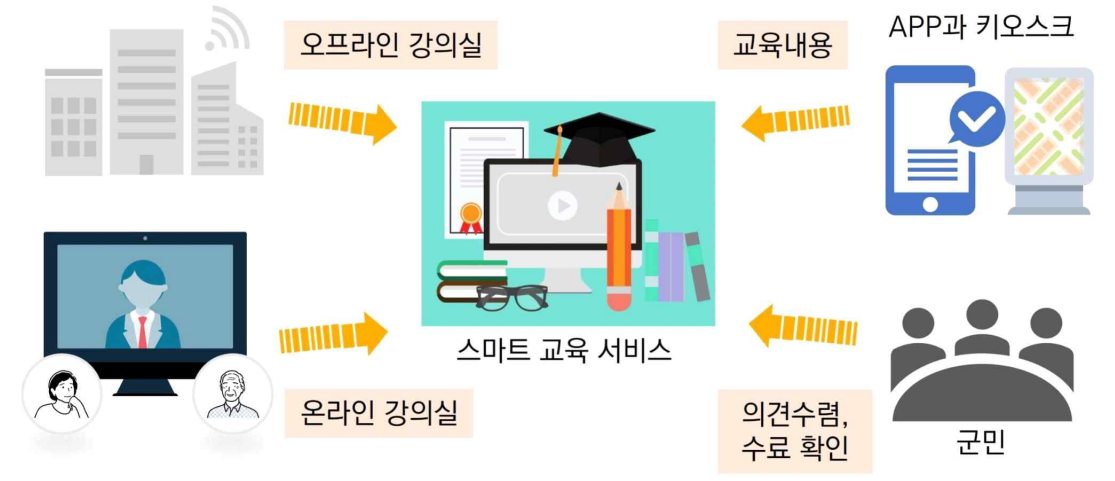 오프라인 강의실
교육내용
APP과 키오스크
스마트 교육 서비스
온라인 강의실
의견수렴,
수료 확인
군민